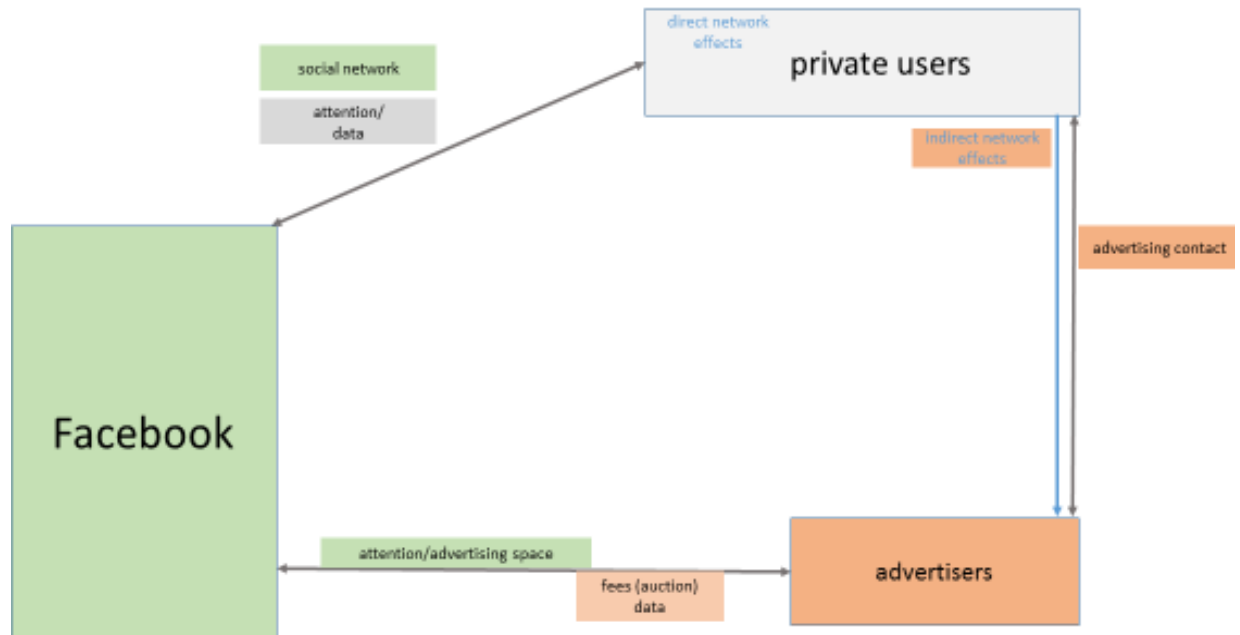 direct network
effects
private users
social network
attention/
data
indirect network
effects
advertising contact
Facebook
attention/advertising space
fees (auction)
data
advertisers